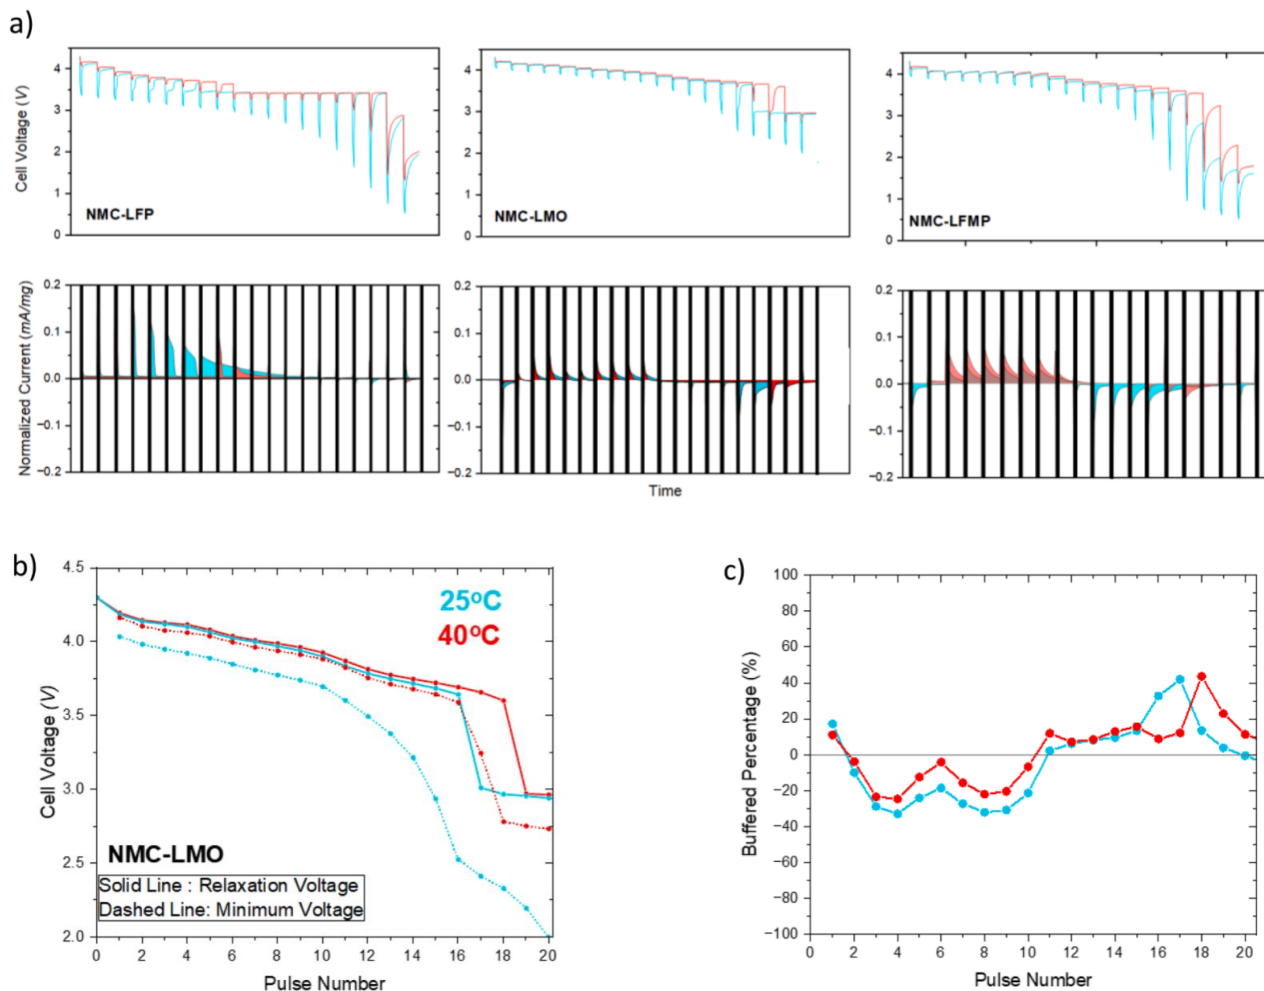 a)
Cell Voltage (V)
4
3
2
1
0
NMC-LFP
4
3
2
1
0
NMC-LMO
4
3
2
1
0
NMC-LFMP
Normalized Current (mA/mg)
0.2
0.1
0.0
−0.1
−0.2
0.2
0.1
0.0
−0.1
−0.2
0.2
0.1
0.0
−0.1
−0.2
Time
b)
Cell Voltage (V)
4.5
4.0
3.5
3.0
2.5
2.0
25°C
40°C
NMC-LMO
Solid Line : Relaxation Voltage
Dashed Line: Minimum Voltage
0 2 4 6 8 10 12 14 16 18 20
Pulse Number
c)
Buffered Percentage (%)
100
80
60
40
20
0
−20
−40
−60
−80
−100
0 2 4 6 8 10 12 14 16 18 20
Pulse Number